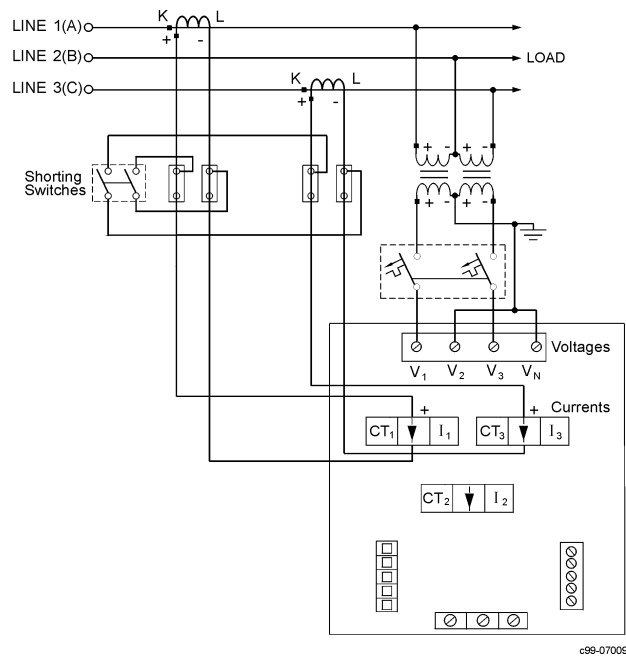 K L
LINE 1(A)
+ -
LINE 2(B)
LOAD
K L
LINE 3(C)
+ -
+ - + -
Shorting
Switches
+ - + -
Voltages
V1 V2 V3 VN
+ + Currents
CT1 I1 CT3 I3
CT2 I2
c99-07009